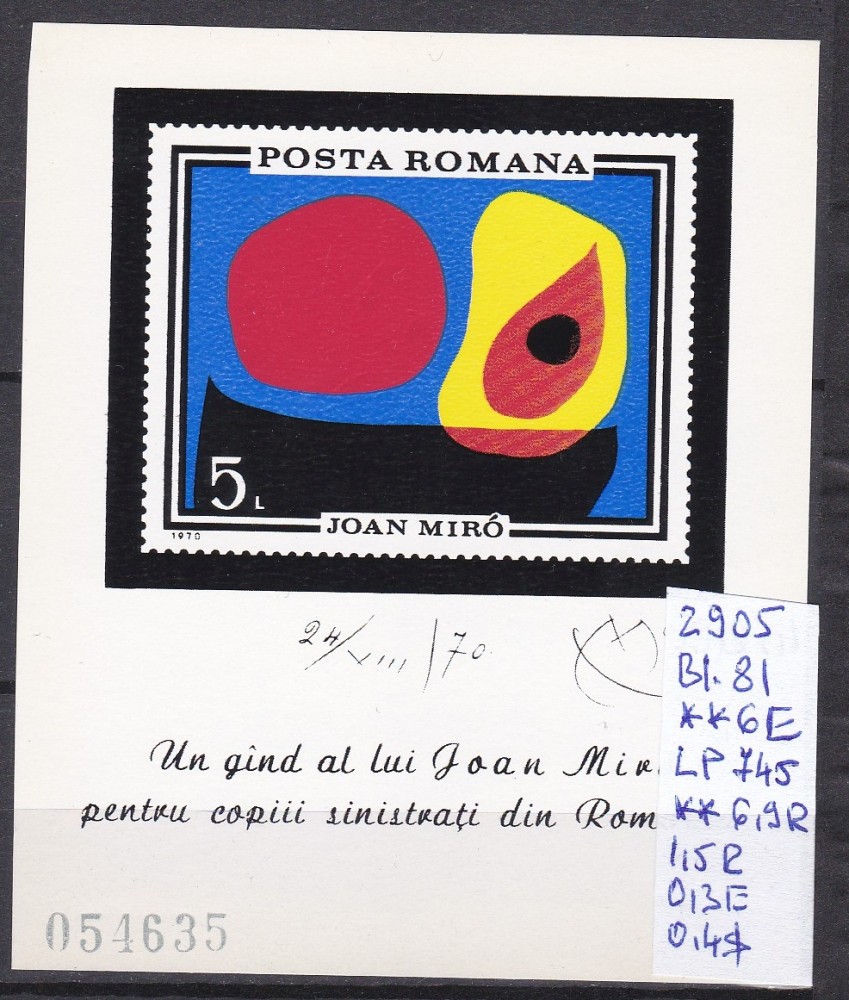 POSTA ROMANA
5 L
JOAN MIRÓ
1970
24/VIII/70
Un gînd al lui Joan Mir
pentru copiii sinistrați din Rom
054635
2905
Bl. 81
**6E
LP 745
**6,9R
1,5R
0,3E
0,4$